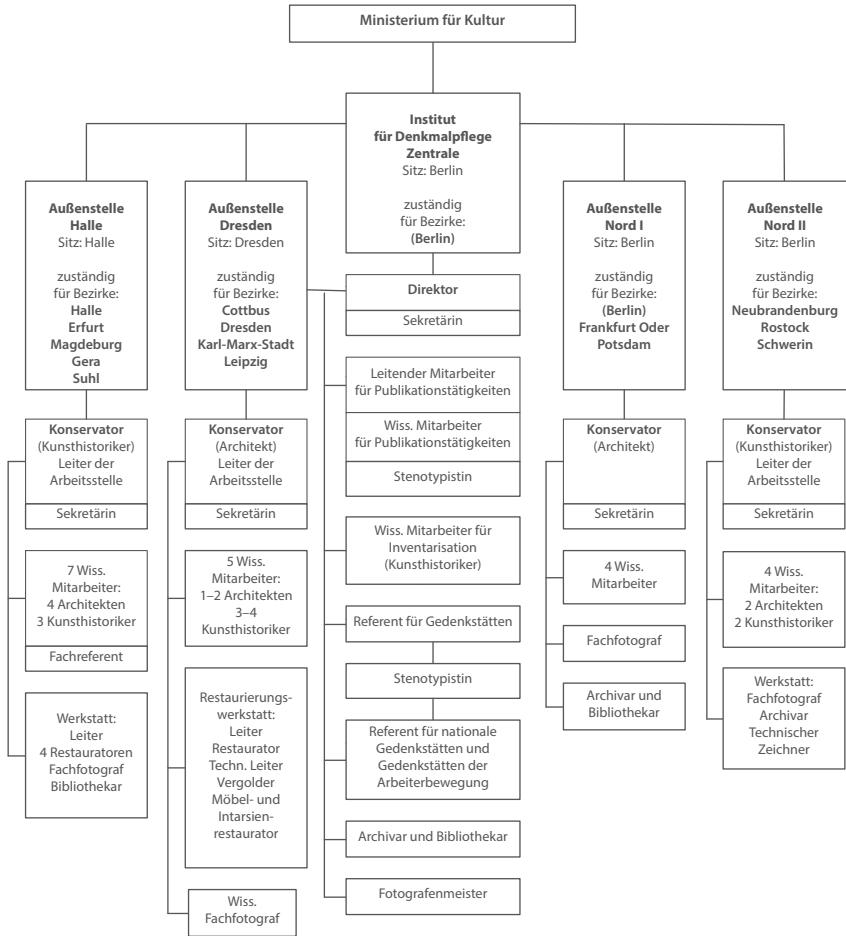 Ministerium für Kultur
Institut
für Denkmalpflege
Zentrale
Sitz: Berlin
zuständig
für Bezirke:
(Berlin)
Außenstelle
Halle
Sitz: Halle
zuständig
für Bezirke:
Halle
Erfurt
Magdeburg
Gera
Suhl
Konservator
(Kunsthistoriker)
Leiter der
Arbeitsstelle
Sekretärin
7 Wiss.
Mitarbeiter:
4 Architekten
3 Kunsthistoriker
Fachreferent
Werkstatt:
Leiter
4 Restauratoren
Fachfotograf
Bibliothekar
Außenstelle
Dresden
Sitz: Dresden
zuständig
für Bezirke:
Cottbus
Dresden
Karl-Marx-Stadt
Leipzig
Konservator
(Architekt)
Leiter der
Arbeitsstelle
Sekretärin
5 Wiss.
Mitarbeiter:
1–2 Architekten
3–4
Kunsthistoriker
Restaurierungs-
werkstatt:
Leiter
Restaurator
Techn. Leiter
Vergolder
Möbel- und
Intarsien-
restaurator
Wiss.
Fachfotograf
Direktor
Sekretärin
Leitender Mitarbeiter
für Publikationstätigkeiten
Wiss. Mitarbeiter
für Publikationstätigkeiten
Stenotypistin
Wiss. Mitarbeiter für
Inventarisation
(Kunsthistoriker)
Referent für Gedenkstätten
Stenotypistin
Referent für nationale
Gedenkstätten und
Gedenkstätten der
Arbeiterbewegung
Archivar und Bibliothekar
Fotografenmeister
Außenstelle
Nord I
Sitz: Berlin
zuständig
für Bezirke:
(Berlin)
Frankfurt Oder
Potsdam
Konservator
(Architekt)
Sekretärin
4 Wiss.
Mitarbeiter
Fachfotograf
Archivar und
Bibliothekar
Außenstelle
Nord II
Sitz: Berlin
zuständig
für Bezirke:
Neubrandenburg
Rostock
Schwerin
Konservator
(Kunsthistoriker)
Leiter der
Arbeitsstelle
Sekretärin
4 Wiss.
Mitarbeiter:
2 Architekten
2 Kunsthistoriker
Werkstatt:
Fachfotograf
Archivar
Technischer
Zeichner